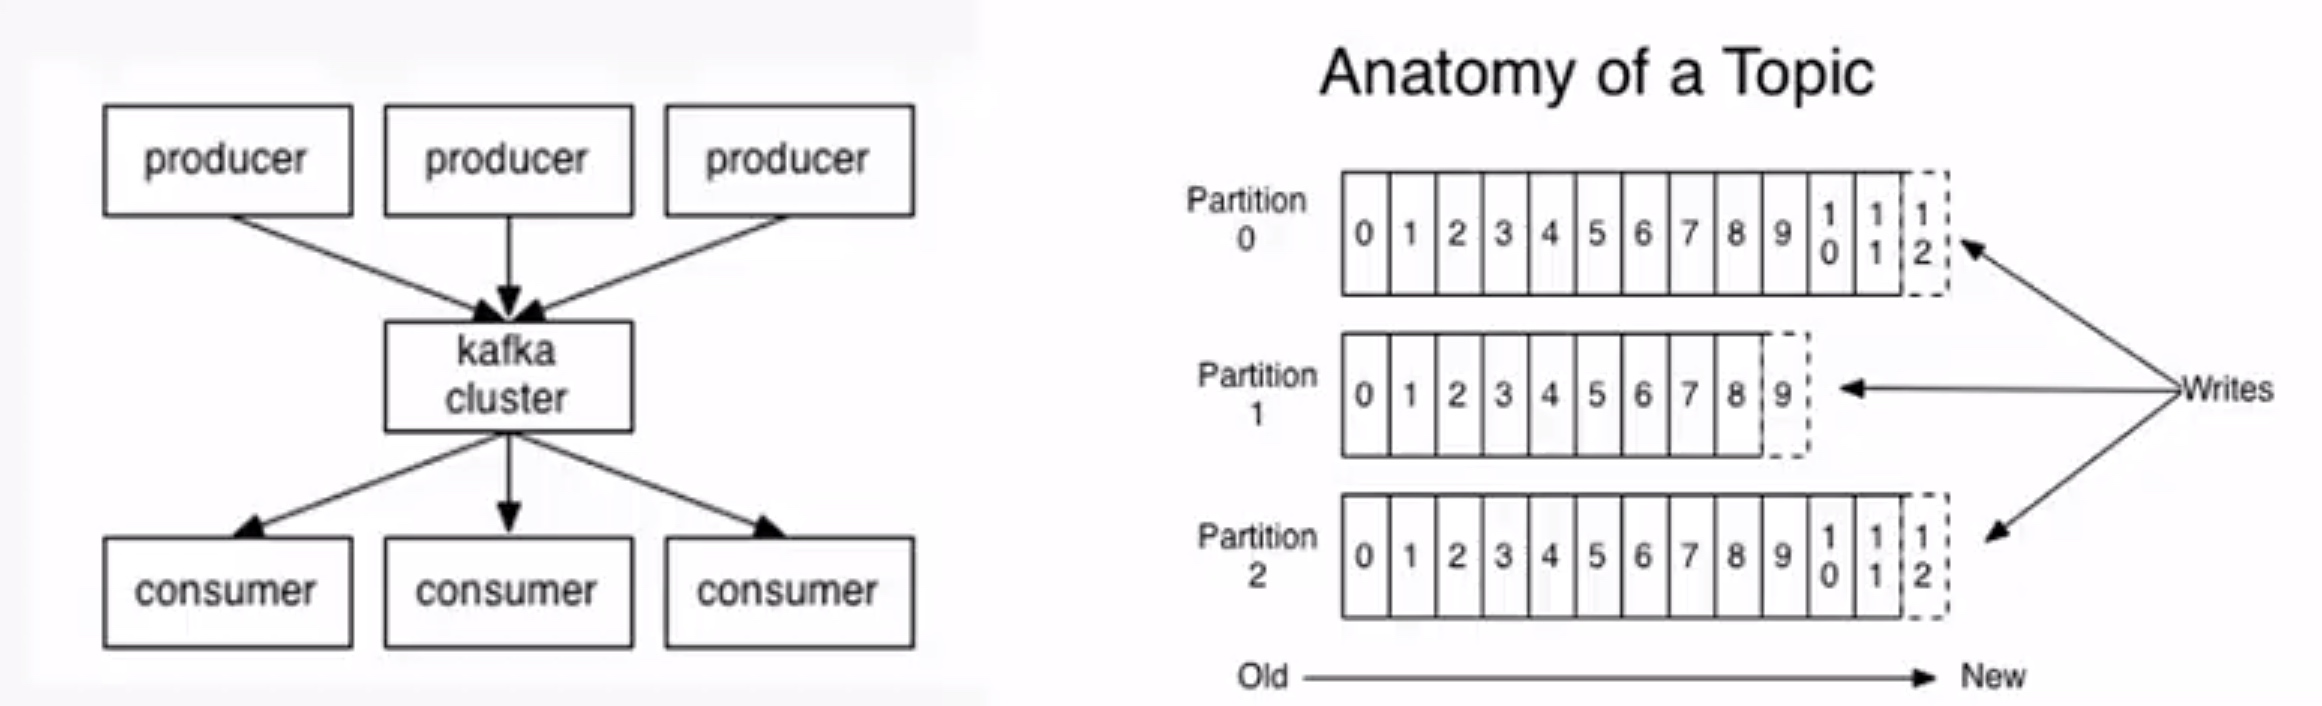 producer
producer
producer
kafka
cluster
consumer
consumer
consumer
Anatomy of a Topic
Partition
0
0 1 2 3 4 5 6 7 8 9 10 11 12
Partition
1
0 1 2 3 4 5 6 7 8 9
Writes
Partition
2
0 1 2 3 4 5 6 7 8 9 10 11 12
Old
New